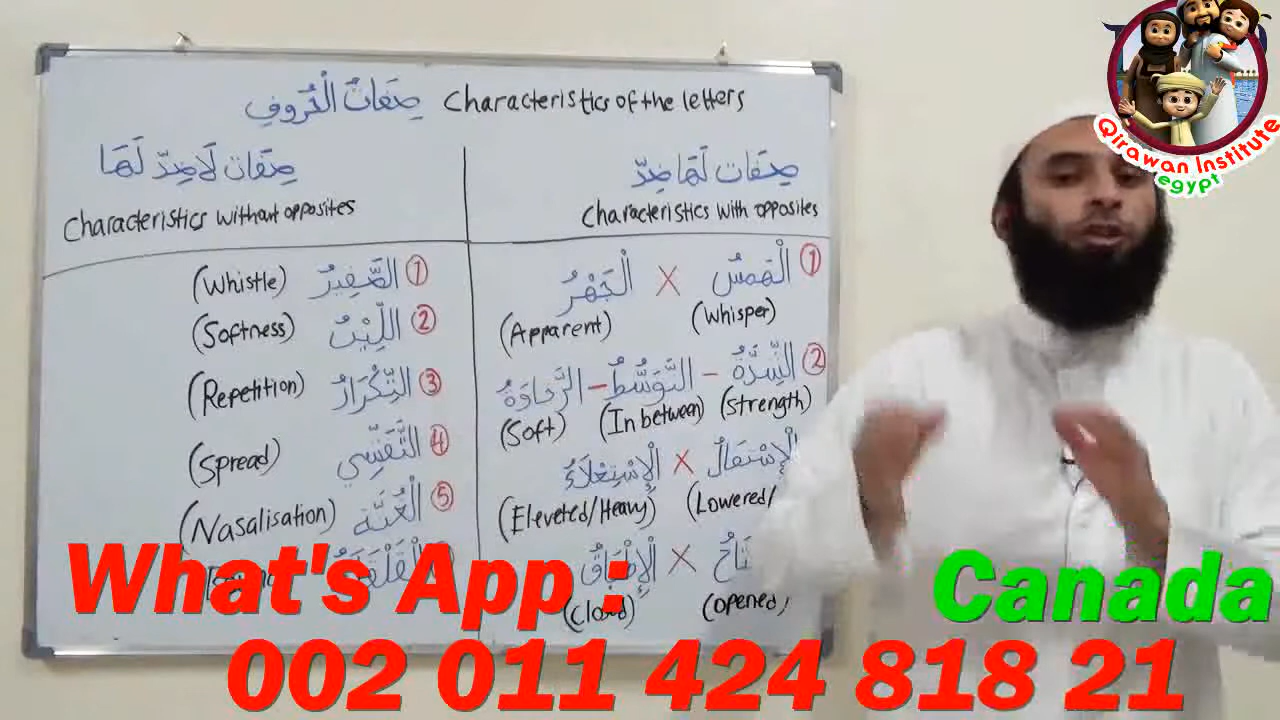 صِفَاتُ الْحُرُوفِ Characteristics of the letters
صِفَات لَهَا ضِدّ
Characteristics with opposites
① الْهَمْسُ X الْجَهْرُ
(Whisper) (Apparent)
② الشِّدَّةُ – التَّوَسُّطُ – الرَّخَاوَةُ
(Strength) (In between) (Soft)
الْإِسْتِفَالُ X الْإِسْتِعْلَاءُ
(Lowered/ (Eleveted/Heavy)
X الْإِطْبَاقُ
(opened)
صِفَات لَا ضِدّ لَهَا
Characteristics without opposites
① الصَّفِيرُ (Whistle)
② اللِّيْنُ (Softness)
③ التِّكْرَارُ (Repetition)
④ التَّفَشِّي (Spread)
⑤ الْغُنَّة (Nasalisation)
Qirawan Institute
egypt
What's App :
Canada
002 011 424 818 21